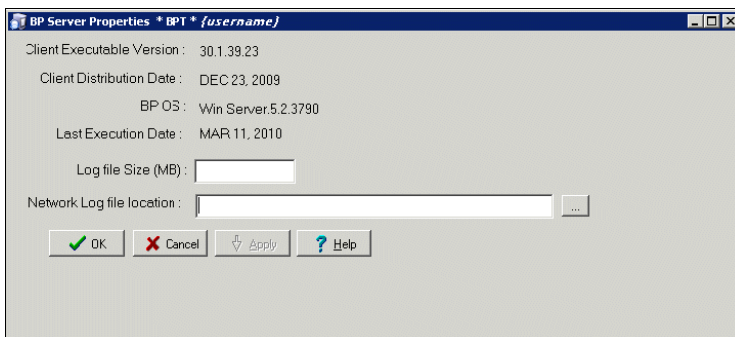 BP Server Properties * BPT * {username}
Client Executable Version : 30.1.39.23
Client Distribution Date : DEC 23, 2009
BP OS : Win Server.5.2.3790
Last Execution Date : MAR 11, 2010
Log file Size (MB) :
Network Log file location : ...
OK Cancel Apply Help